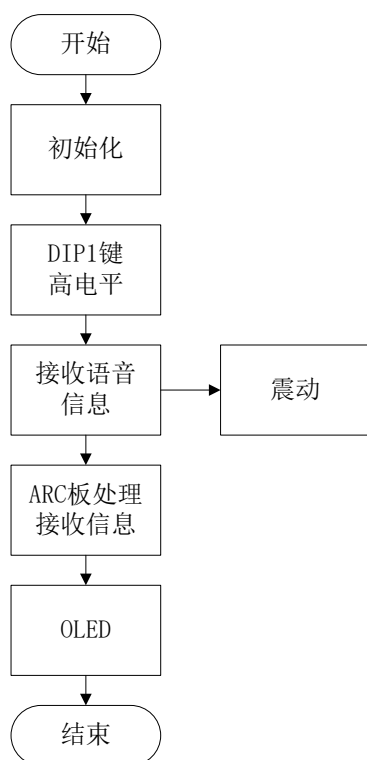 开始
初始化
DIP1键
高电平
接收语音
信息
震动
ARC板处理
接收信息
OLED
结束